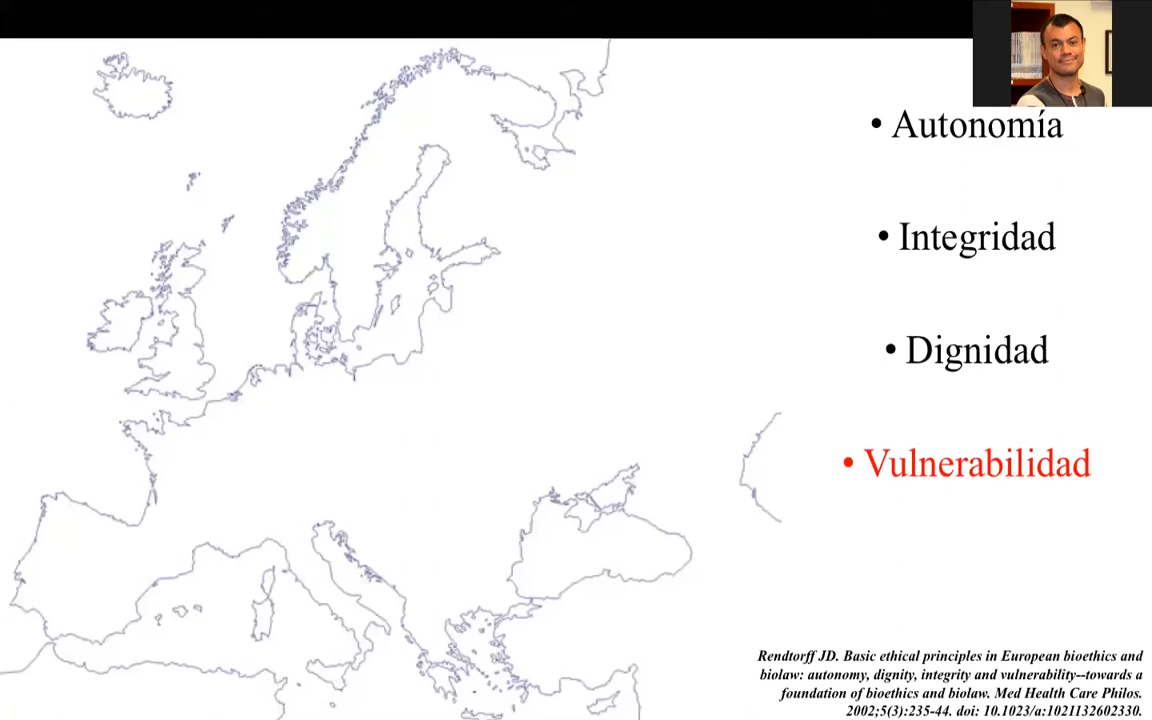 • Autonomía
• Integridad
• Dignidad
• Vulnerabilidad
Rendtorff JD. Basic ethical principles in European bioethics and
biolaw: autonomy, dignity, integrity and vulnerability--towards a
foundation of bioethics and biolaw. Med Health Care Philos.
2002;5(3):235-44. doi: 10.1023/a:1021132602330.